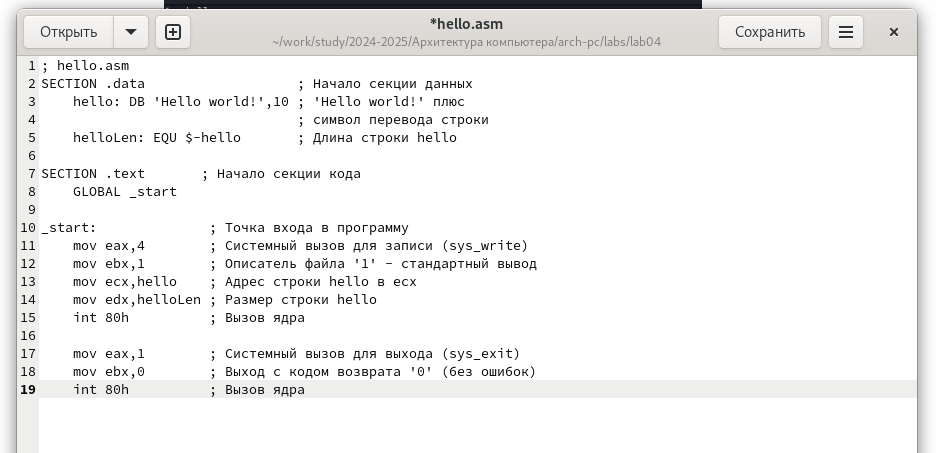 Открыть
*hello.asm
~/work/study/2024-2025/Архитектура компьютера/arch-pc/labs/lab04
Сохранить
1 ; hello.asm
2 SECTION .data                   ; Начало секции данных
3     hello: DB 'Hello world!',10 ; 'Hello world!' плюс
4                                 ; символ перевода строки
5     helloLen: EQU $-hello       ; Длина строки hello
6
7 SECTION .text       ; Начало секции кода
8     GLOBAL _start
9
10 _start:              ; Точка входа в программу
11     mov eax,4        ; Системный вызов для записи (sys_write)
12     mov ebx,1        ; Описатель файла '1' - стандартный вывод
13     mov ecx,hello    ; Адрес строки hello в ecx
14     mov edx,helloLen ; Размер строки hello
15     int 80h          ; Вызов ядра
16
17     mov eax,1        ; Системный вызов для выхода (sys_exit)
18     mov ebx,0        ; Выход с кодом возврата '0' (без ошибок)
19     int 80h          ; Вызов ядра